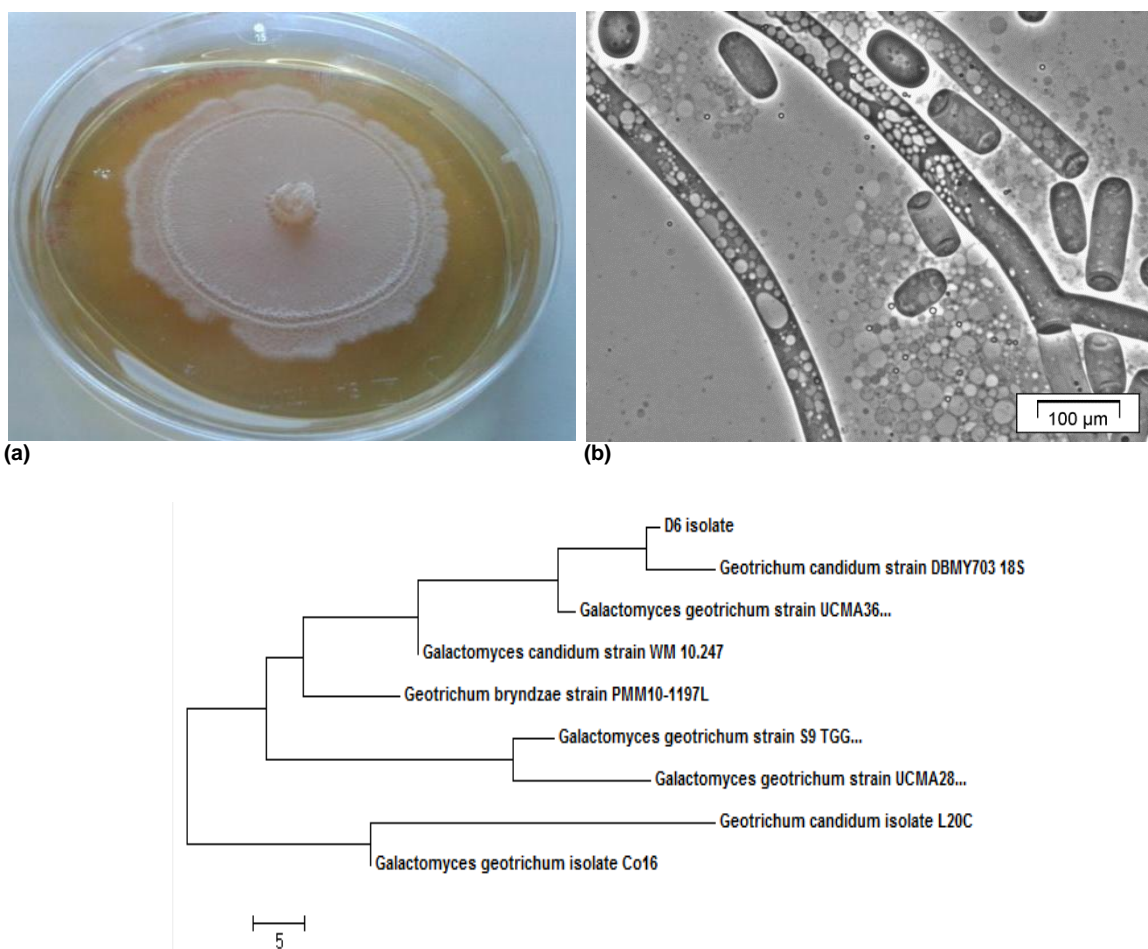 (a)
100 µm
(b)
D6 isolate
Geotrichum candidum strain DBMY703 18S
Galactomyces geotrichum strain UCMA36...
Galactomyces candidum strain WM 10.247
Geotrichum bryndzae strain PMM10-1197L
Galactomyces geotrichum strain S9 TGG...
Galactomyces geotrichum strain UCMA28...
Geotrichum candidum isolate L20C
Galactomyces geotrichum isolate Co16
5